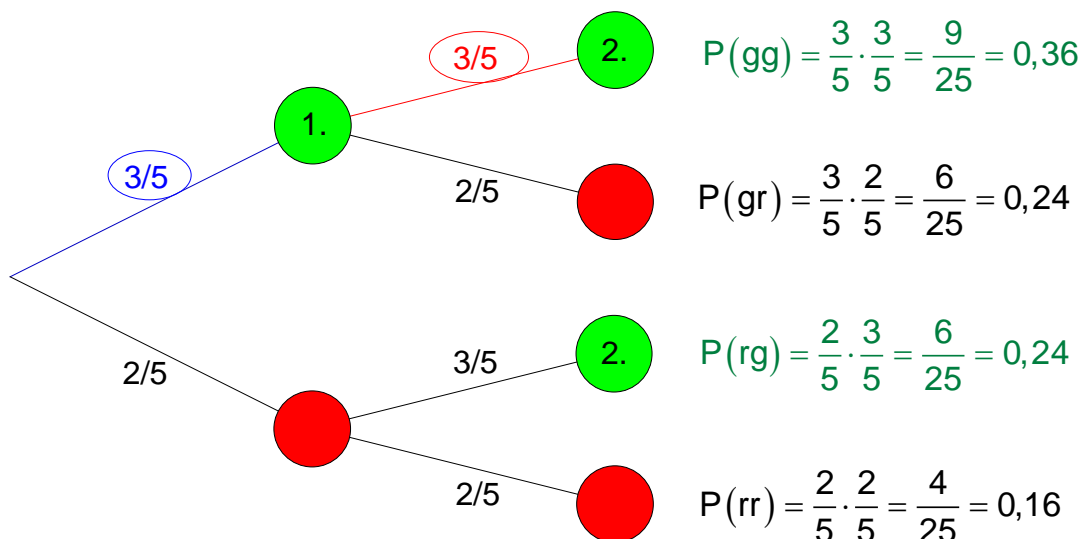 3/5
2.
P(gg) = 3/5 · 3/5 = 9/25 = 0,36
1.
3/5
2/5
P(gr) = 3/5 · 2/5 = 6/25 = 0,24
2/5
3/5
2.
P(rg) = 2/5 · 3/5 = 6/25 = 0,24
2/5
P(rr) = 2/5 · 2/5 = 4/25 = 0,16